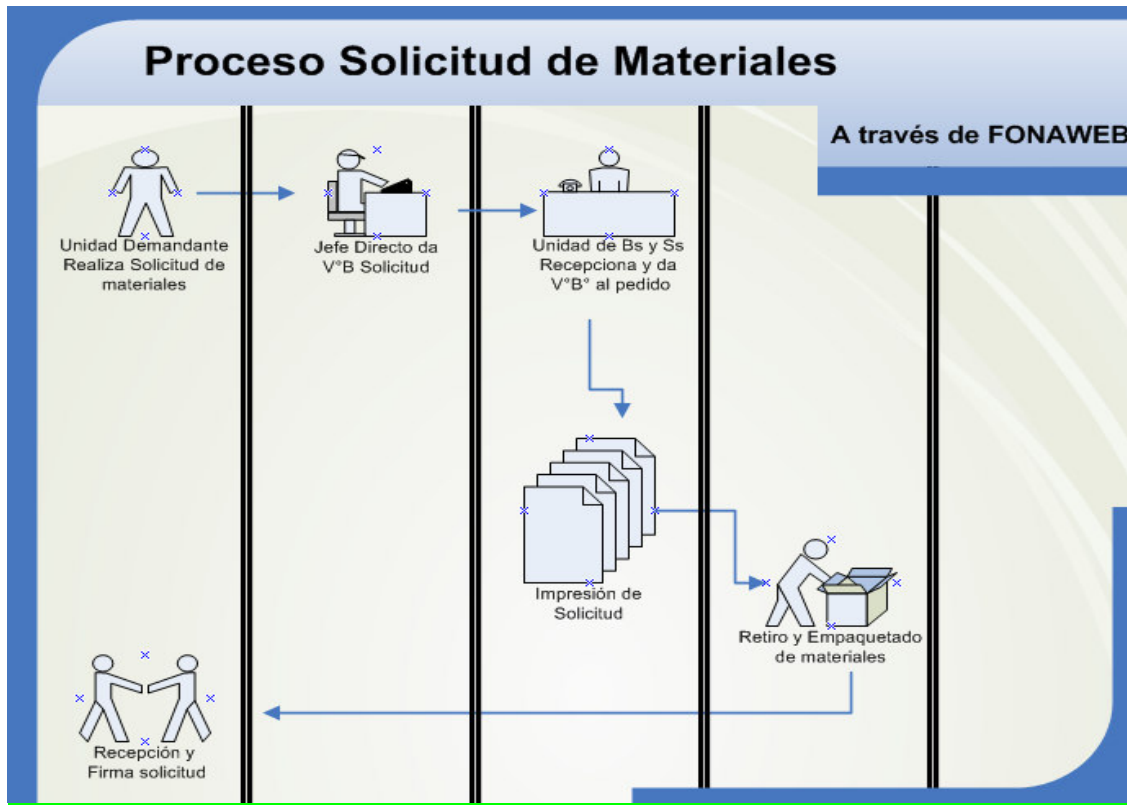 Proceso Solicitud de Materiales
A través de FONAWEB
Unidad Demandante
Realiza Solicitud de
materiales
Jefe Directo da
V°B Solicitud
Unidad de Bs y Ss
Recepciona y da
V°B° al pedido
Impresión de
Solicitud
Retiro y Empaquetado
de materiales
Recepción y
Firma solicitud